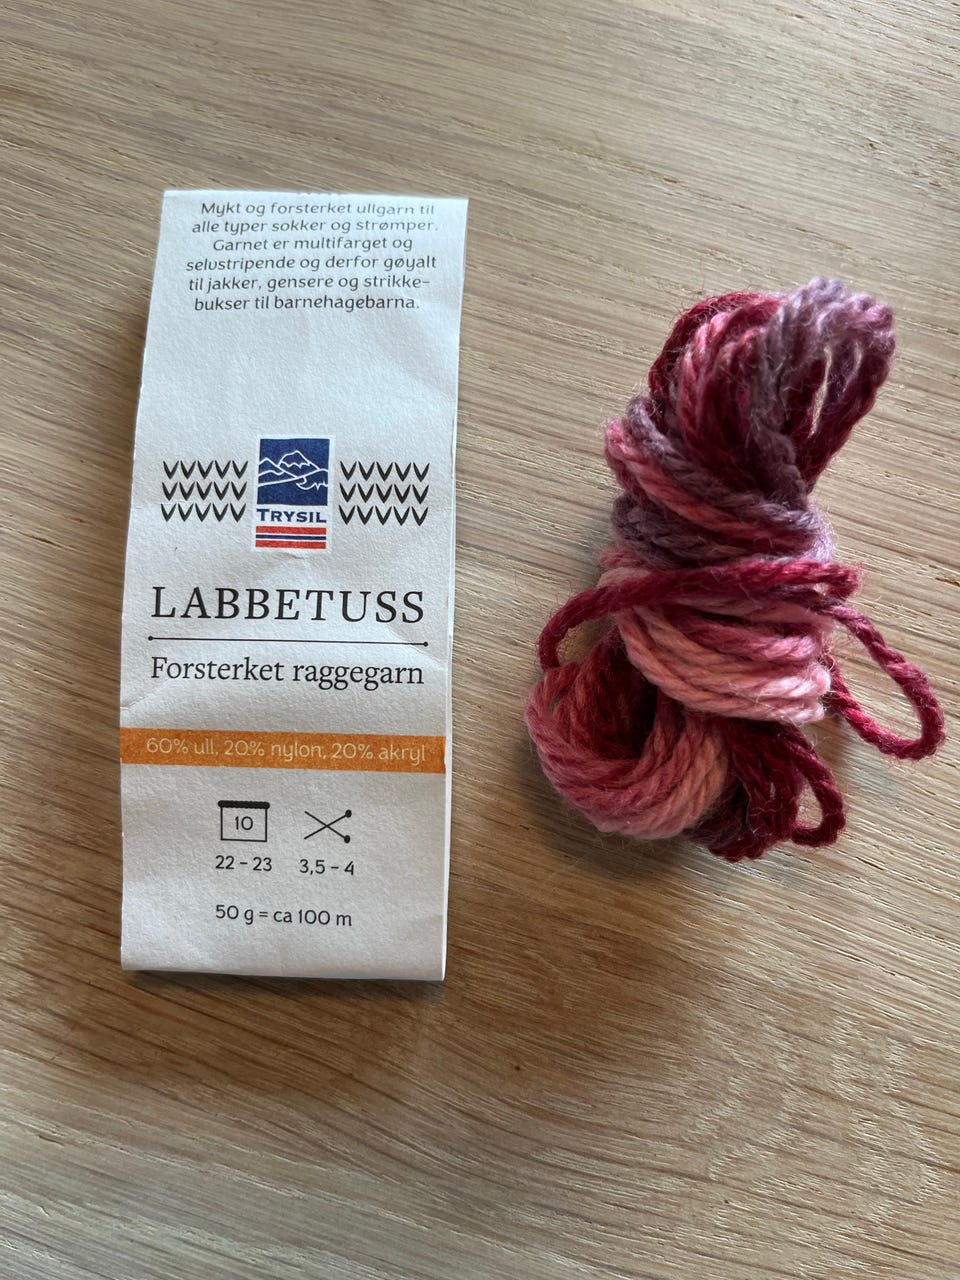 Mykt og forsterket ullgarn til
alle typer sokker og strømper.
Garnet er multifarget og
selvstripende og derfor gøyalt
til jakker, gensere og strikke-
bukser til barnehagebarna.
TRYSIL
LABBETUSS
Forsterket raggegarn
60% ull, 20% nylon, 20% akryl
10
22 - 23 3,5 - 4
50 g = ca 100 m